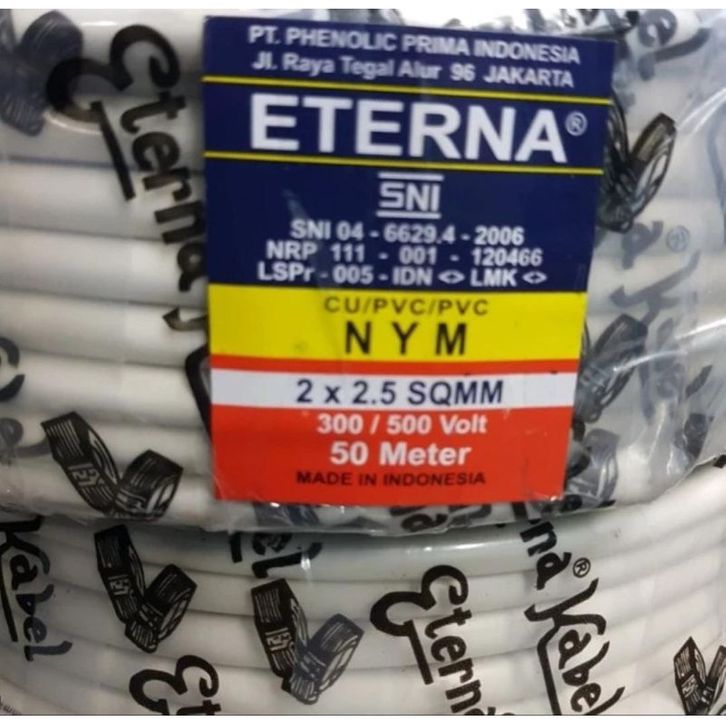 PT. PHENOLIC PRIMA INDONESIA
Jl. Raya Tegal Alur 96 JAKARTA
ETERNA®
SNI
SNI 04 - 6629.4 - 2006
NRP 111 - 001 - 120466
LSPr - 005 - IDN <> LMK <>
CU/PVC/PVC
N Y M
2 x 2.5 SQMM
300 / 500 Volt
50 Meter
MADE IN INDONESIA
Eterna
Kabel
®
Kabel
Eterna
Kabel®